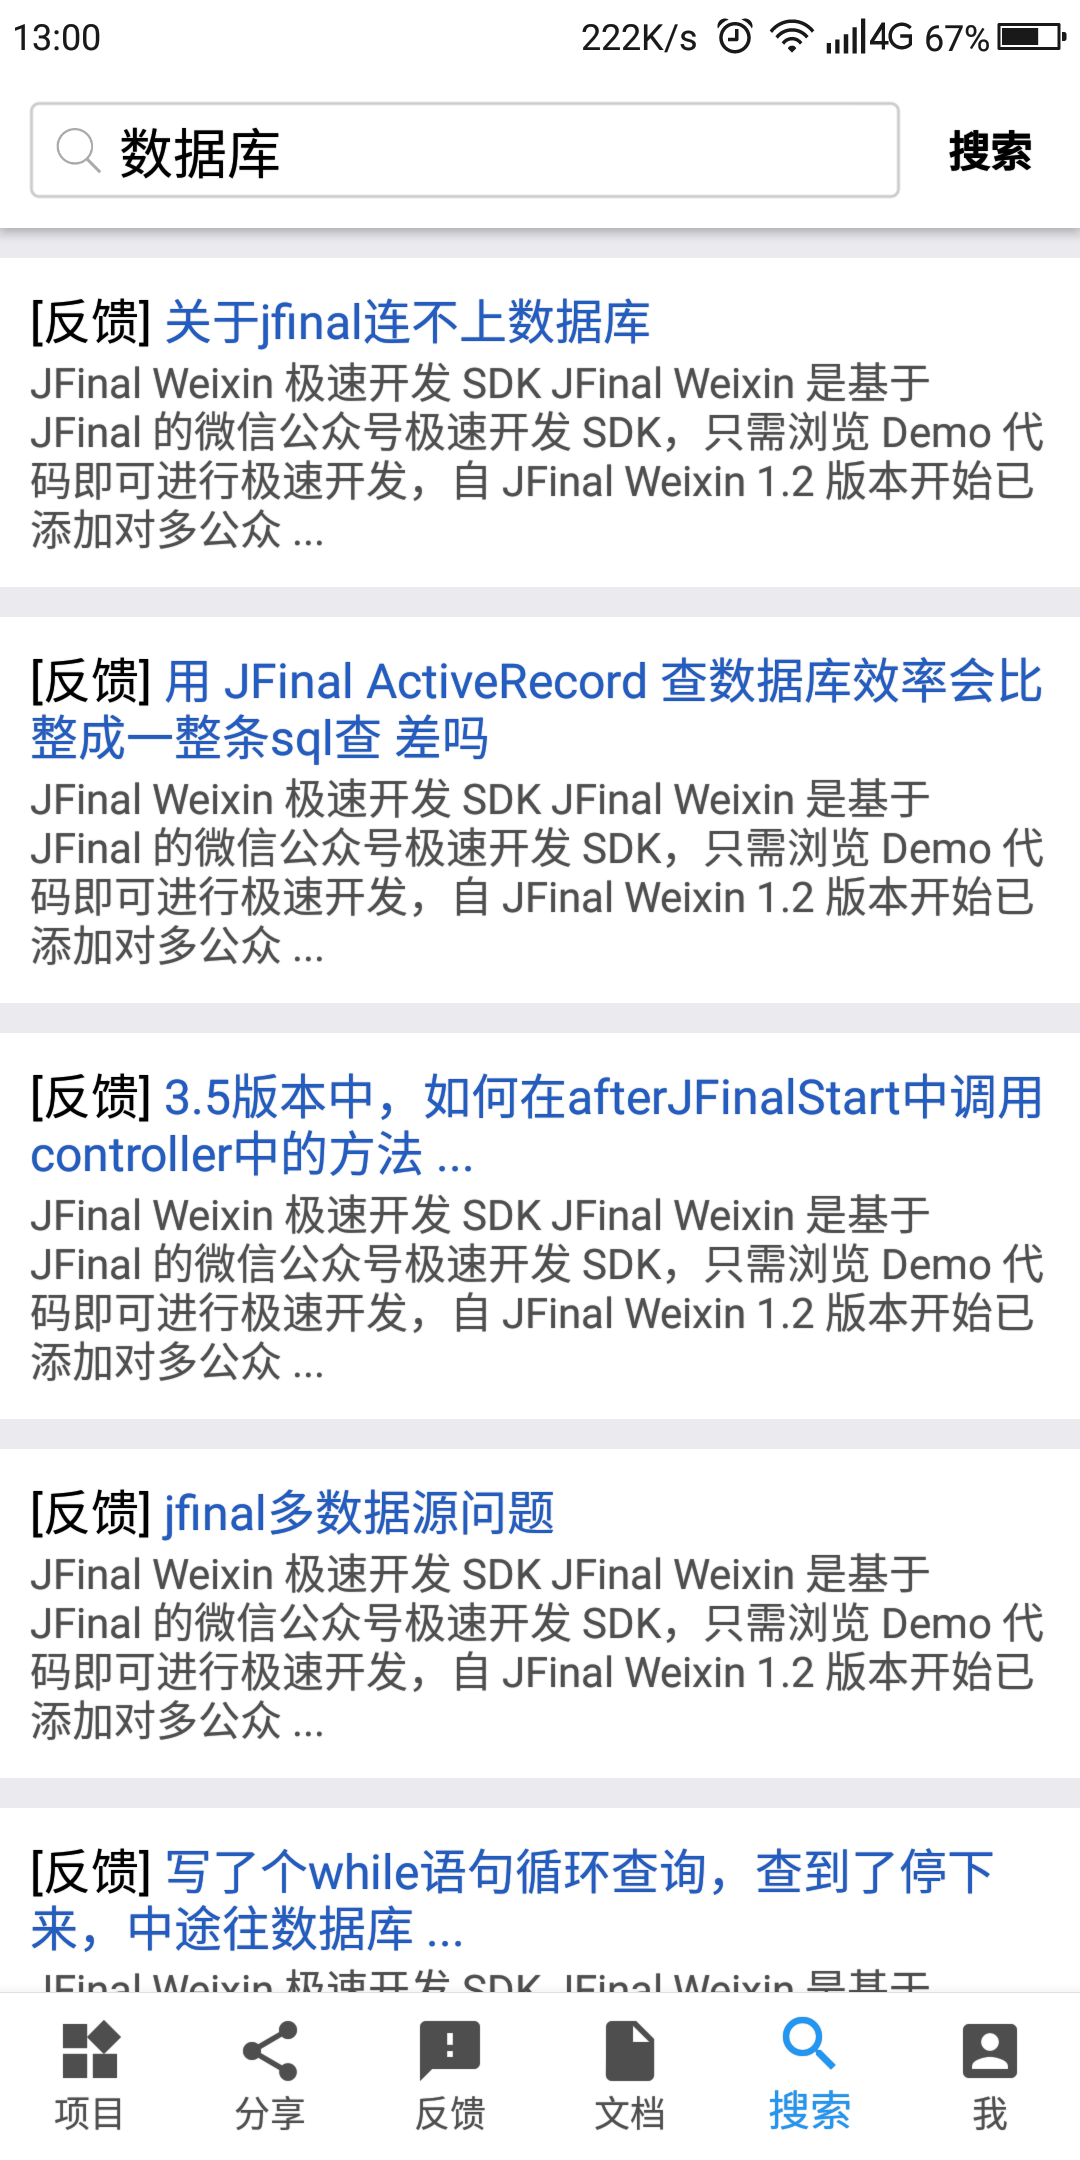 13:00 222K/s 4G 67%
数据库 搜索
[反馈] 关于jfinal连不上数据库
JFinal Weixin 极速开发 SDK JFinal Weixin 是基于
JFinal 的微信公众号极速开发 SDK，只需浏览 Demo 代
码即可进行极速开发，自 JFinal Weixin 1.2 版本开始已
添加对多公众 ...
[反馈] 用 JFinal ActiveRecord 查数据库效率会比
整成一整条sql查 差吗
JFinal Weixin 极速开发 SDK JFinal Weixin 是基于
JFinal 的微信公众号极速开发 SDK，只需浏览 Demo 代
码即可进行极速开发，自 JFinal Weixin 1.2 版本开始已
添加对多公众 ...
[反馈] 3.5版本中，如何在afterJFinalStart中调用
controller中的方法 ...
JFinal Weixin 极速开发 SDK JFinal Weixin 是基于
JFinal 的微信公众号极速开发 SDK，只需浏览 Demo 代
码即可进行极速开发，自 JFinal Weixin 1.2 版本开始已
添加对多公众 ...
[反馈] jfinal多数据源问题
JFinal Weixin 极速开发 SDK JFinal Weixin 是基于
JFinal 的微信公众号极速开发 SDK，只需浏览 Demo 代
码即可进行极速开发，自 JFinal Weixin 1.2 版本开始已
添加对多公众 ...
[反馈] 写了个while语句循环查询，查到了停下
来，中途往数据库 ...
JFinal Weixin 极速开发 SDK JFinal Weixin 是基于
项目 分享 反馈 文档 搜索 我